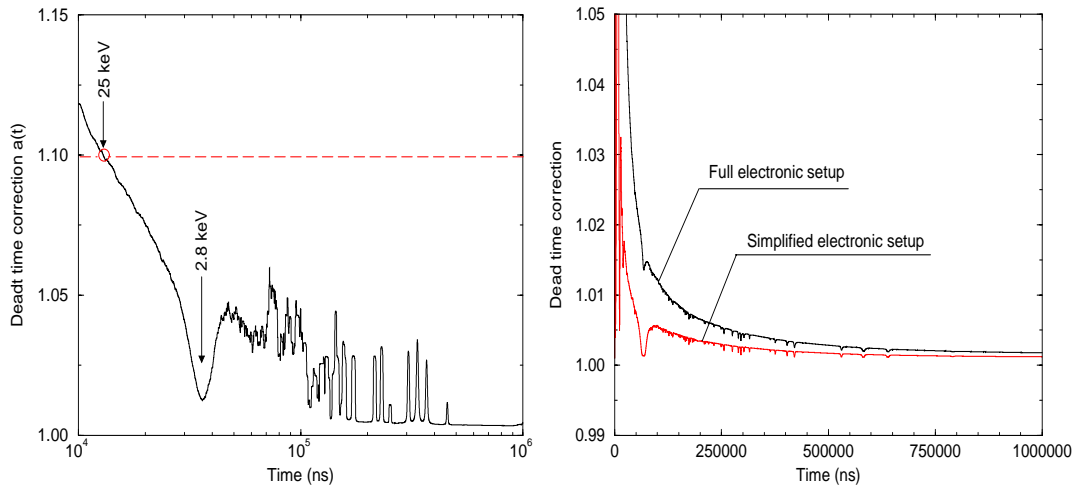 1.15
1.10
1.05
1.00
Deadt time correction a(t)
25 keV
2.8 keV
10^4
10^5
10^6
Time (ns)
1.05
1.04
1.03
1.02
1.01
1.00
0.99
Dead time correction
Full electronic setup
Simplified electronic setup
0
250000
500000
750000
1000000
Time (ns)